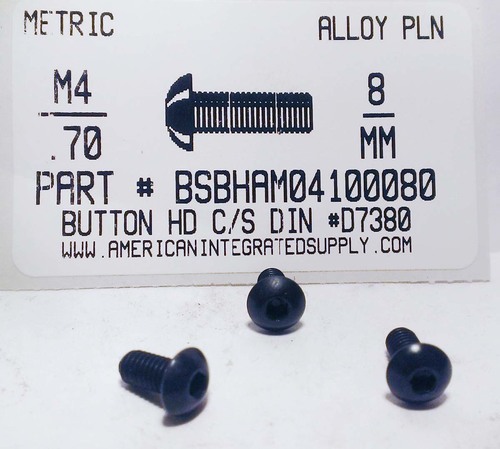 METRIC ALLOY PLN
M4 8
.70 MM
PART # BSBHAM04100080
BUTTON HD C/S DIN #D7380
WWW.AMERICANINTEGRATEDSUPPLY.COM